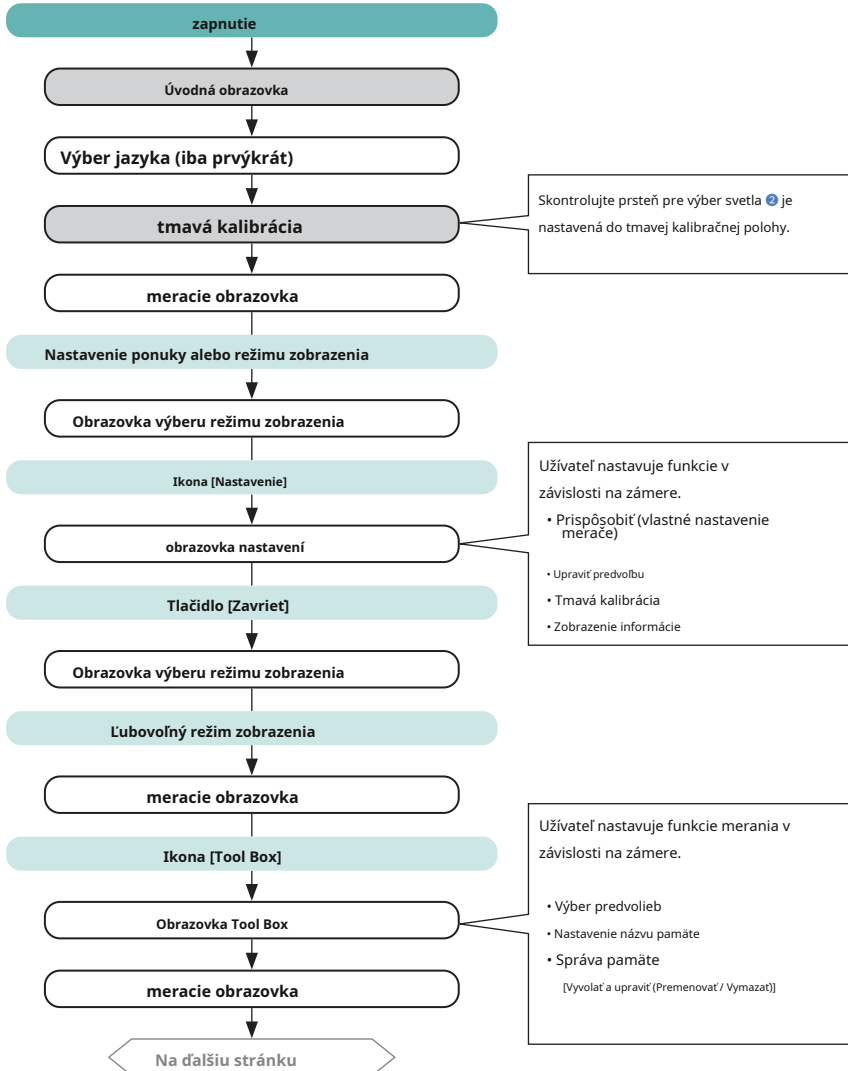 zapnutie
Úvodná obrazovka
Výber jazyka (iba prvýkrát)
tmavá kalibrácia
Skontrolujte prsteň pre výber svetla ❷ je
nastavená do tmavej kalibračnej polohy.
meracie obrazovka
Nastavenie ponuky alebo režimu zobrazenia
Obrazovka výberu režimu zobrazenia
Ikona [Nastavenie]
obrazovka nastavení
Užívateľ nastavuje funkcie v
závislosti na zámere.
• Prispôsobiť (vlastné nastavenie
merače)
• Upraviť predvoľbu
• Tmavá kalibrácia
• Zobrazenie informácie
Tlačidlo [Zavrieť]
Obrazovka výberu režimu zobrazenia
Ľubovoľný režim zobrazenia
meracie obrazovka
Ikona [Tool Box]
Obrazovka Tool Box
Užívateľ nastavuje funkcie merania v
závislosti na zámere.
• Výber predvolieb
• Nastavenie názvu pamäte
• Správa pamäte
[Vyvolať a upraviť (Premenovať / Vymazat)]
meracie obrazovka
Na ďalšiu stránku